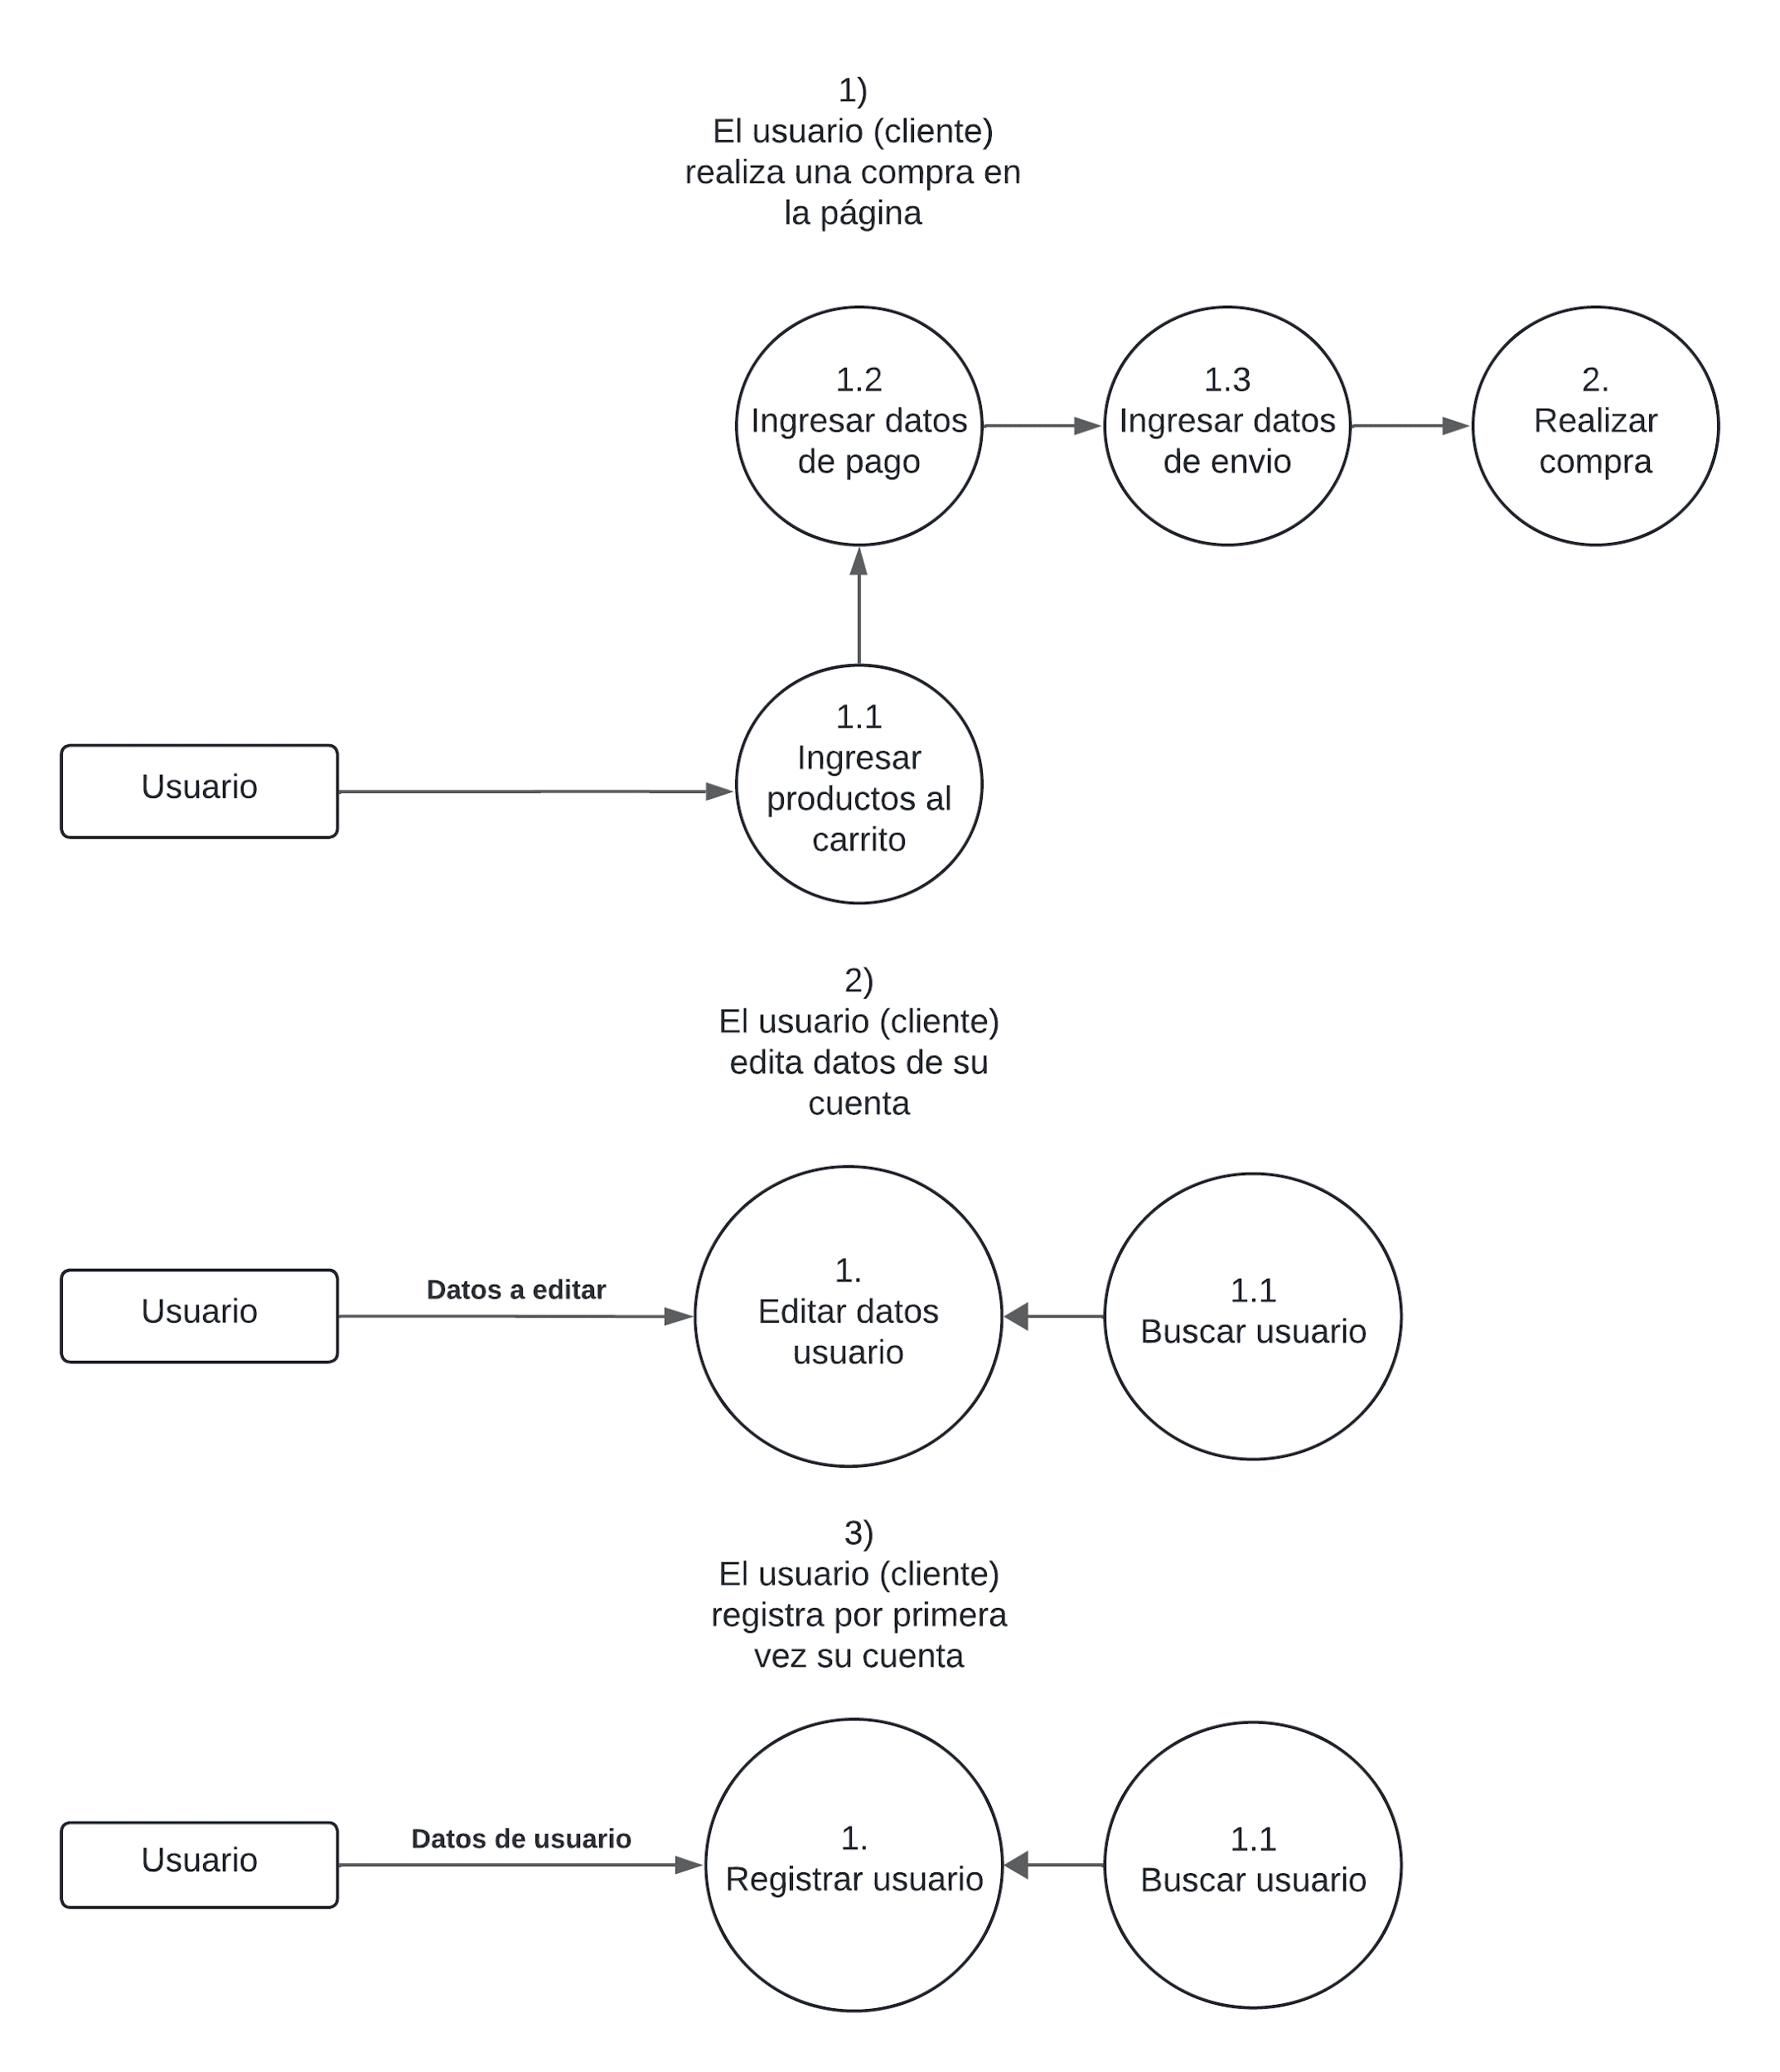 1)
El usuario (cliente)
realiza una compra en
la página
1.2
Ingresar datos
de pago
1.3
Ingresar datos
de envio
2.
Realizar
compra
Usuario
1.1
Ingresar
productos al
carrito
2)
El usuario (cliente)
edita datos de su
cuenta
Usuario
Datos a editar
1.
Editar datos
usuario
1.1
Buscar usuario
3)
El usuario (cliente)
registra por primera
vez su cuenta
Usuario
Datos de usuario
1.
Registrar usuario
1.1
Buscar usuario